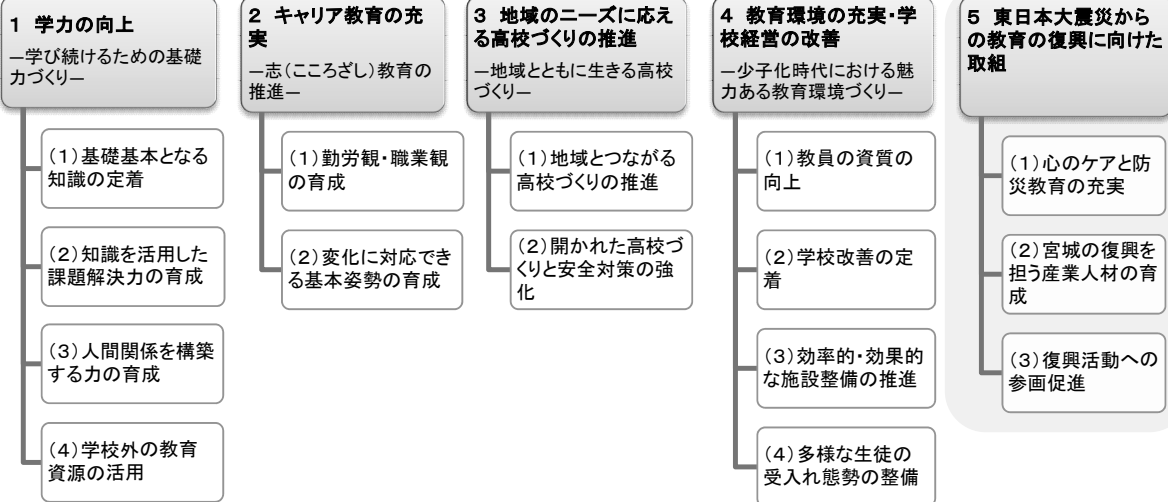 1 学力の向上
―学び続けるための基礎
力づくり―
(1)基礎基本となる
知識の定着
(2)知識を活用した
課題解決力の育成
(3)人間関係を構築
する力の育成
(4)学校外の教育
資源の活用
2 キャリア教育の充
実
―志(こころざし)教育の
推進―
(1)勤労観・職業観
の育成
(2)変化に対応でき
る基本姿勢の育成
3 地域のニーズに応え
る高校づくりの推進
―地域とともに生きる高校
づくり―
(1)地域とつながる
高校づくりの推進
(2)開かれた高校づ
くりと安全対策の強
化
4 教育環境の充実・学
校経営の改善
―少子化時代における魅
力ある教育環境づくり―
(1)教員の資質の
向上
(2)学校改善の定
着
(3)効率的・効果的
な施設整備の推進
(4)多様な生徒の
受入れ態勢の整備
5 東日本大震災から
の教育の復興に向けた
取組
(1)心のケアと防
災教育の充実
(2)宮城の復興を
担う産業人材の育
成
(3)復興活動への
参画促進